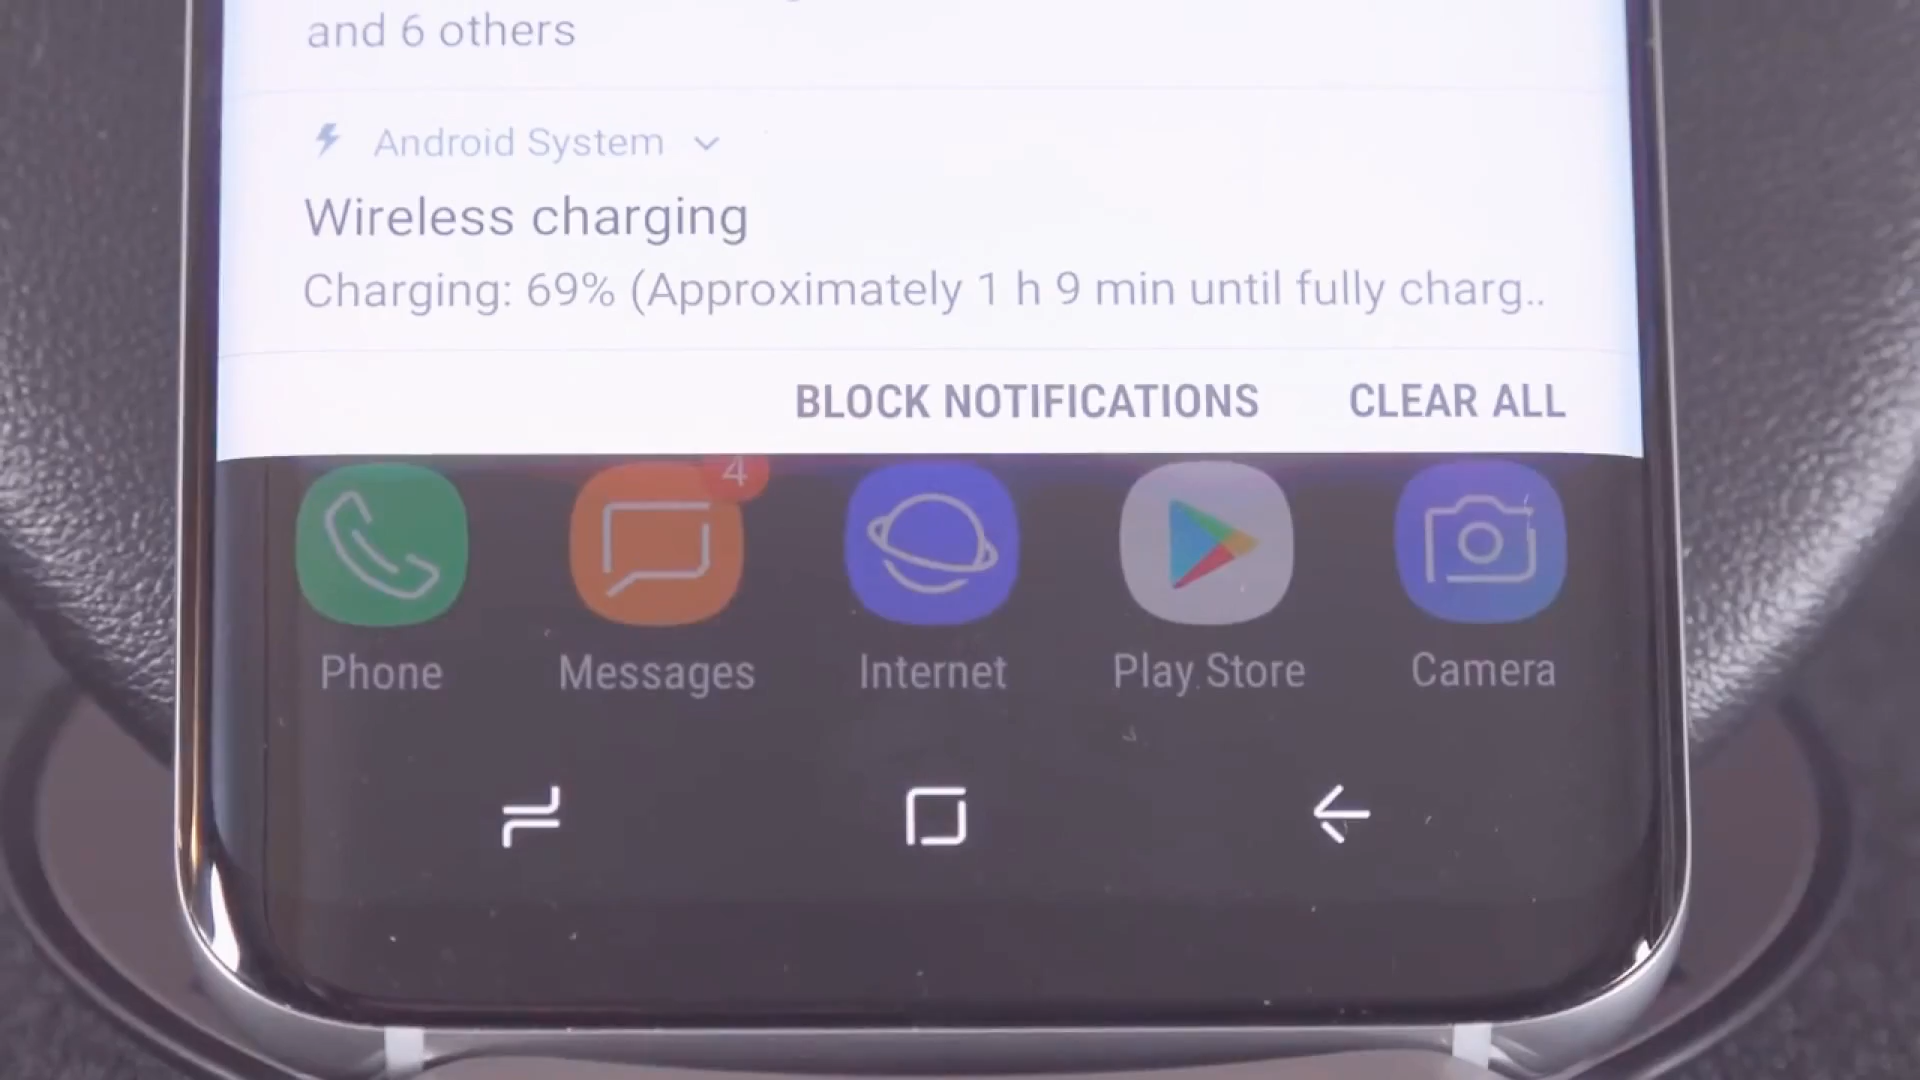 and 6 others
Android System
Wireless charging
Charging: 69% (Approximately 1 h 9 min until fully charg..
BLOCK NOTIFICATIONS CLEAR ALL
4
Phone Messages Internet Play Store Camera